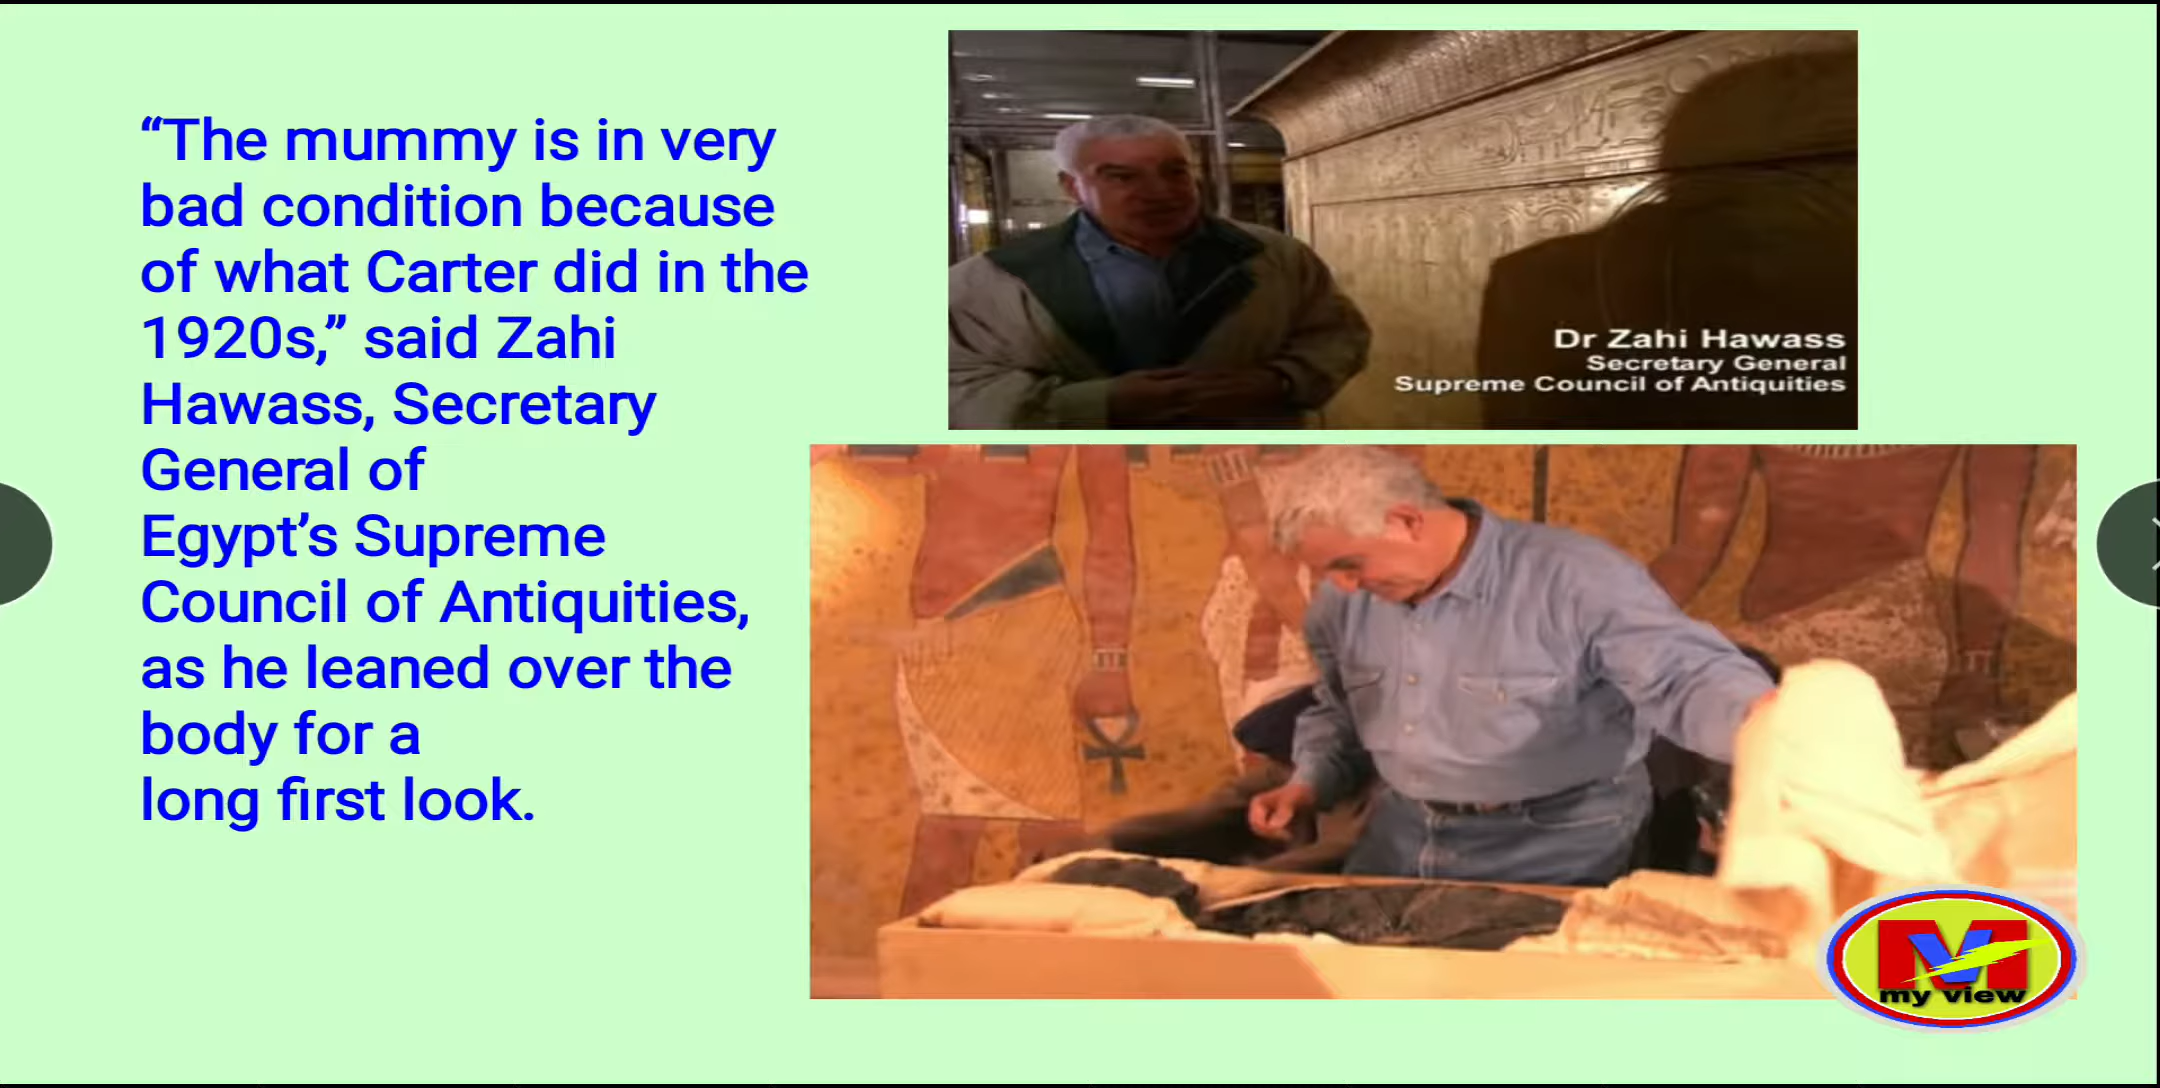 “The mummy is in very
bad condition because
of what Carter did in the
1920s,” said Zahi
Hawass, Secretary
General of
Egypt’s Supreme
Council of Antiquities,
as he leaned over the
body for a
long first look.
Dr Zahi Hawass
Secretary General
Supreme Council of Antiquities
MV
my view